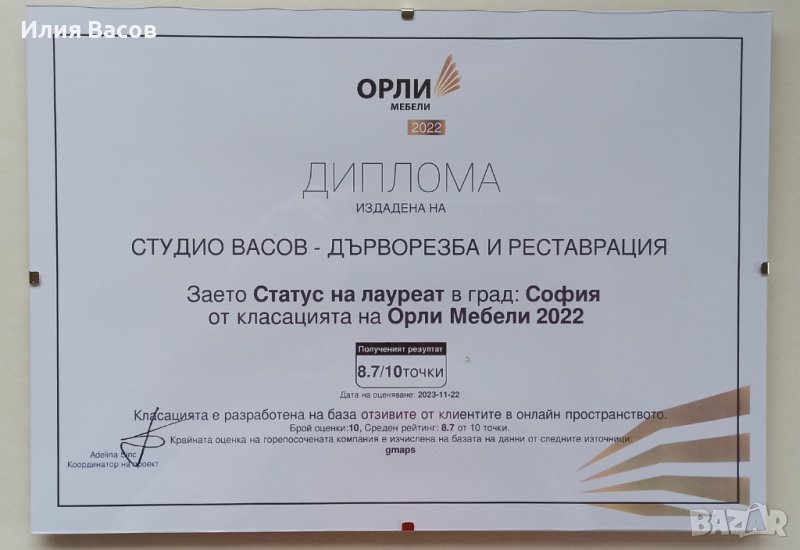 Илия Васов
ОРЛИ
МЕБЕЛИ
2022
ДИПЛОМА
ИЗДАДЕНА НА
СТУДИО ВАСОВ - ДЪРВОРЕЗБА И РЕСТАВРАЦИЯ
Заето Статус на лауреат в град: София
от класацията на Орли Мебели 2022
Полученият резултат
8.7/10точки
Дата на оценяване: 2023-11-22
Класацията е разработена на база отзивите от клиентите в онлайн пространството.
Брой оценки:10, Среден рейтинг: 8.7 от 10 точки.
Крайната оценка на горепосочената компания е изчислена на базата на данни от следните източници:
gmaps
Adelina Sinc
Координатор на проект
BAZAR